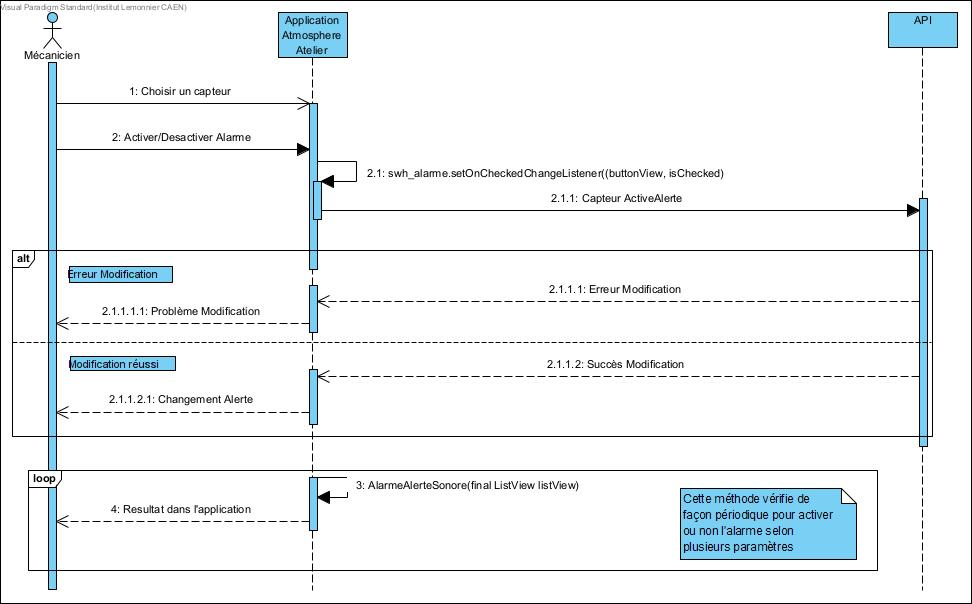 Visual Paradigm Standard(Institut Lemonnier CAEN)
Mécanicien
Application
Atmosphere
Atelier
API
1: Choisir un capteur
2: Activer/Desactiver Alarme
2.1: swh_alarme.setOnCheckedChangeListener((buttonView, isChecked)
2.1.1: Capteur ActiveAlerte
alt
Erreur Modification
2.1.1.1: Erreur Modification
2.1.1.1.1: Problème Modification
Modification réussi
2.1.1.2: Succès Modification
2.1.1.2.1: Changement Alerte
loop
3: AlarmeAlerteSonore(final ListView listView)
4: Resultat dans l'application
Cette méthode vérifie de
façon périodique pour activer
ou non l'alarme selon
plusieurs paramètres